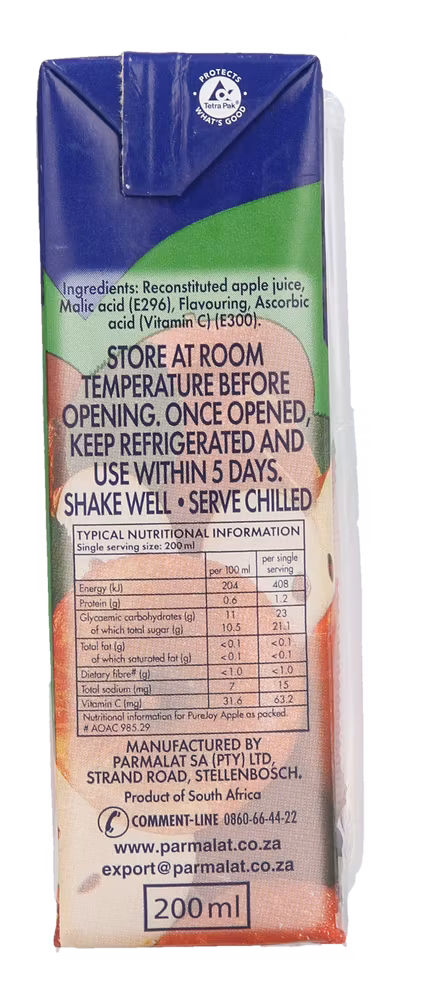 PROTECTS
Tetra Pak®
WHAT'S GOOD
Ingredients: Reconstituted apple juice,
Malic acid (E296), Flavouring, Ascorbic
acid (Vitamin C) (E300).
STORE AT ROOM
TEMPERATURE BEFORE
OPENING. ONCE OPENED,
KEEP REFRIGERATED AND
USE WITHIN 5 DAYS.
SHAKE WELL • SERVE CHILLED
TYPICAL NUTRITIONAL INFORMATION
Single serving size: 200 ml
per 100 ml per single serving
Energy (kJ) 204 408
Protein (g) 0.6 1.2
Glycaemic carbohydrates (g) 11 23
of which total sugar (g) 10.5 21.1
Total fat (g) <0.1 <0.1
of which saturated fat (g) <0.1 <0.1
Dietary fibre# (g) <1.0 <1.0
Total sodium (mg) 7 15
Vitamin C (mg) 31.6 63.2
Nutritional information for PureJoy Apple as packed.
# AOAC 985.29
MANUFACTURED BY
PARMALAT SA (PTY) LTD,
STRAND ROAD, STELLENBOSCH.
Product of South Africa
COMMENT-LINE 0860-66-44-22
www.parmalat.co.za
export@parmalat.co.za
200 ml